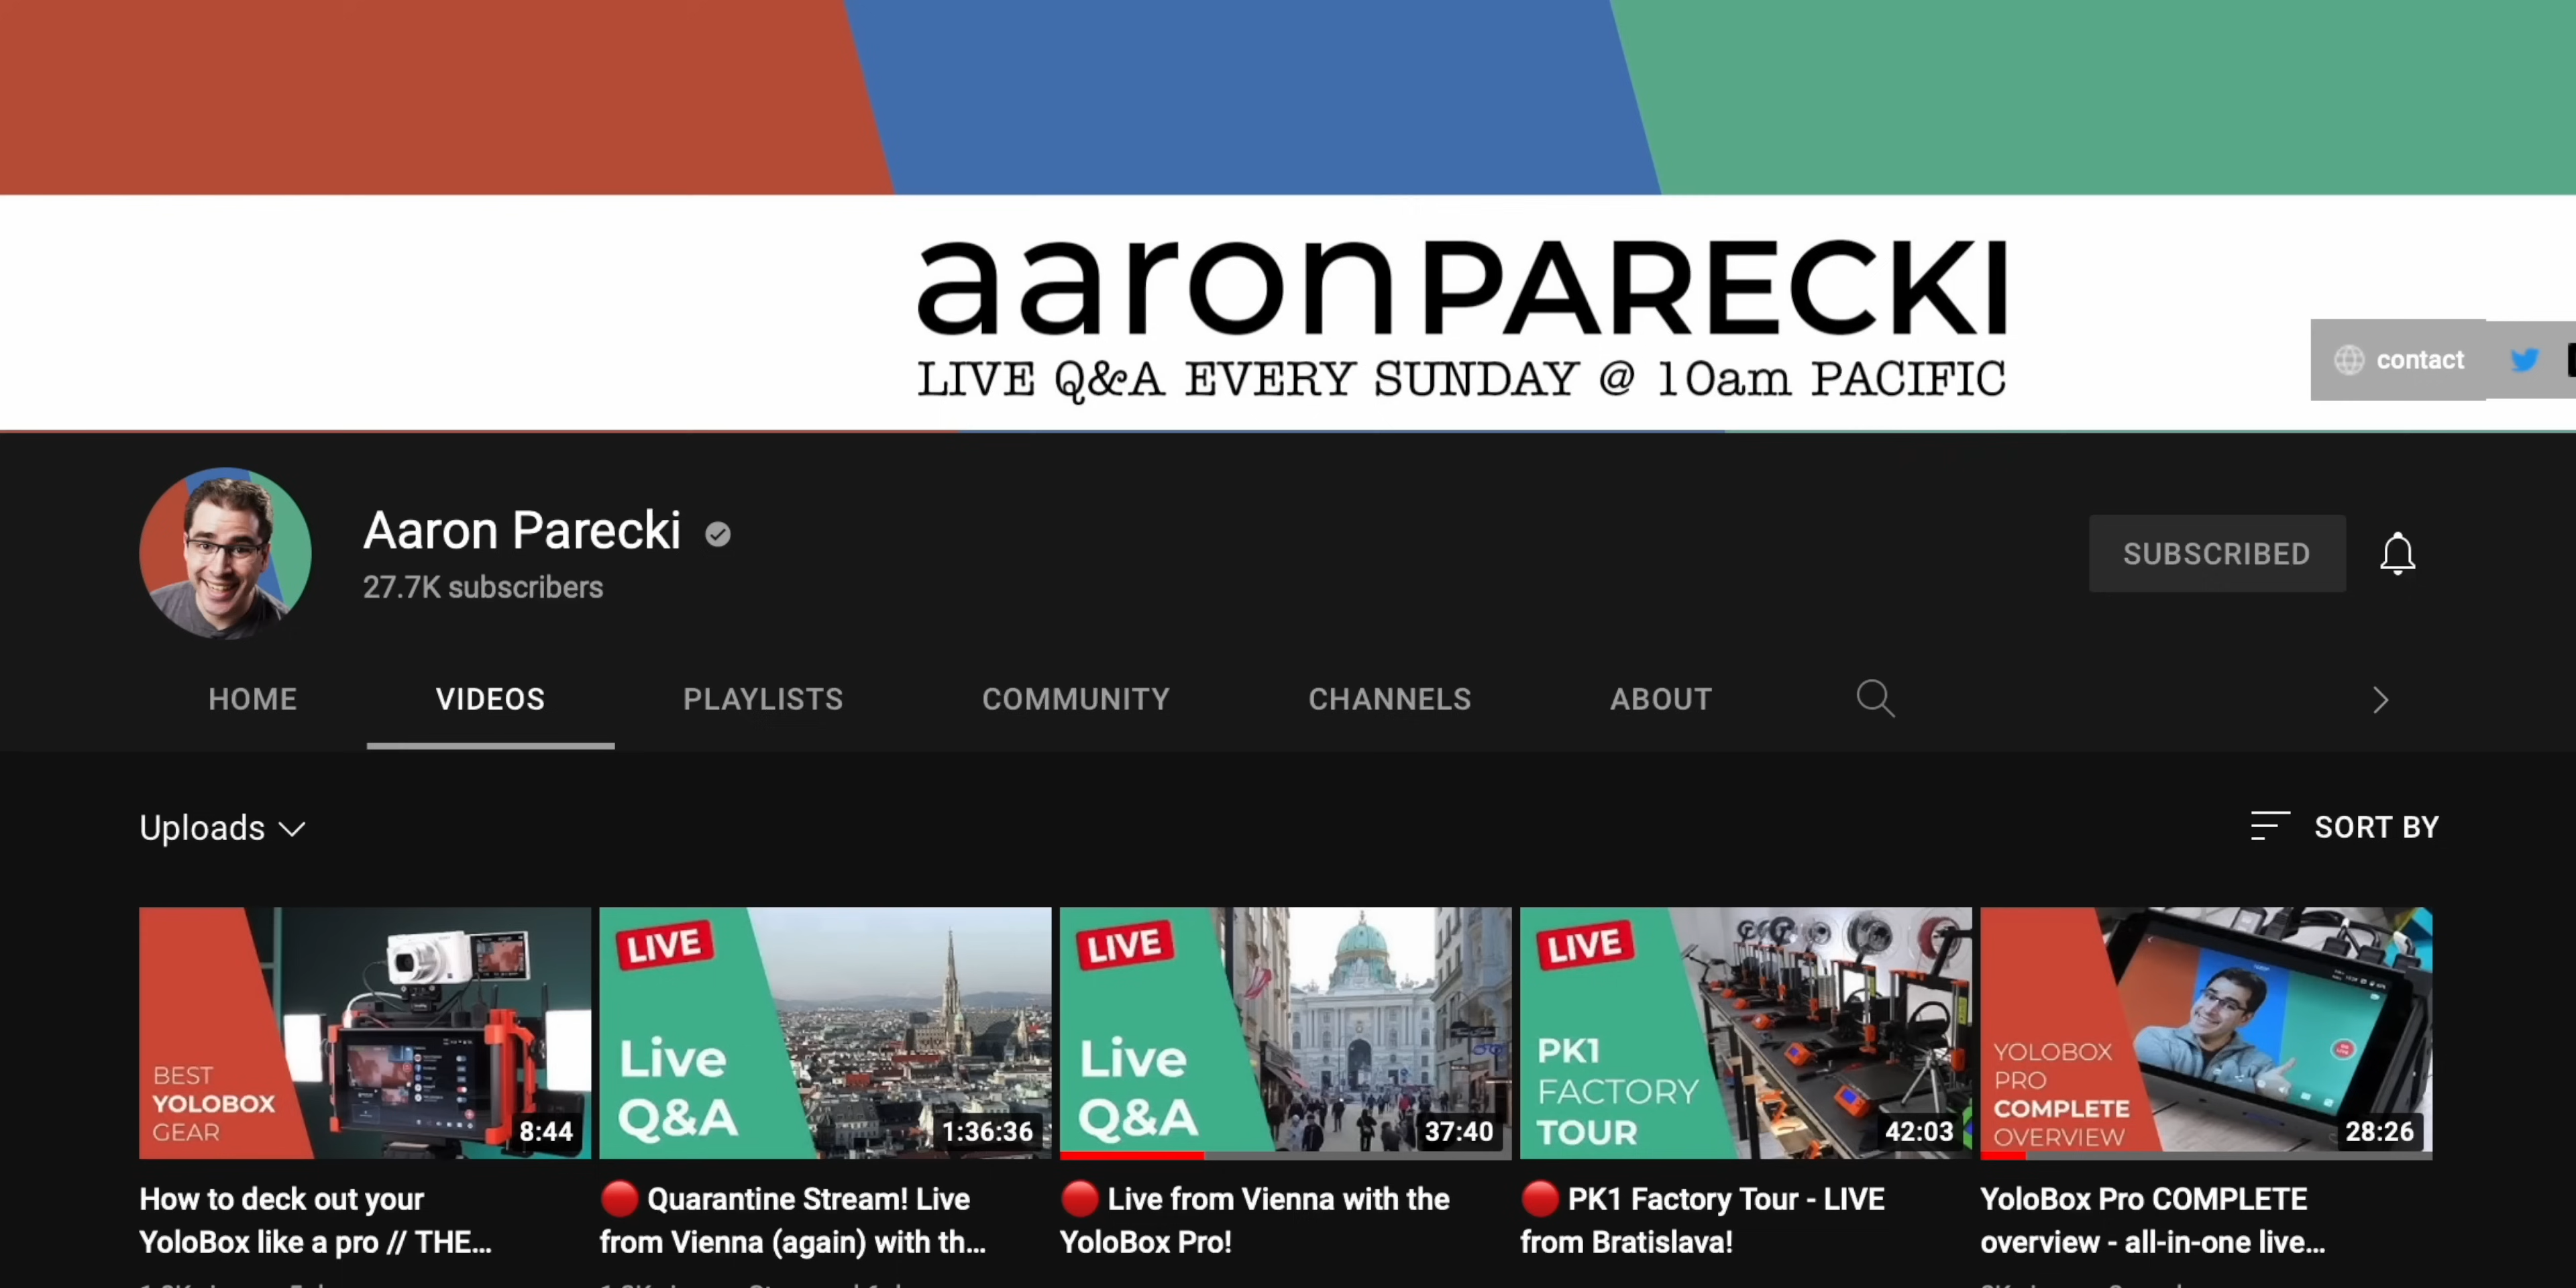 aaronPARECKI
LIVE Q&A EVERY SUNDAY @ 10am PACIFIC
contact
Aaron Parecki
27.7K subscribers
SUBSCRIBED
HOME VIDEOS PLAYLISTS COMMUNITY CHANNELS ABOUT
Uploads
SORT BY
BEST
YOLOBOX
GEAR
8:44
How to deck out your
YoloBox like a pro // THE...
LIVE
Live
Q&A
1:36:36
Quarantine Stream! Live
from Vienna (again) with th...
LIVE
Live
Q&A
37:40
Live from Vienna with the
YoloBox Pro!
LIVE
PK1
FACTORY
TOUR
42:03
PK1 Factory Tour - LIVE
from Bratislava!
YOLOBOX
PRO
COMPLETE
OVERVIEW
28:26
YoloBox Pro COMPLETE
overview - all-in-one live...